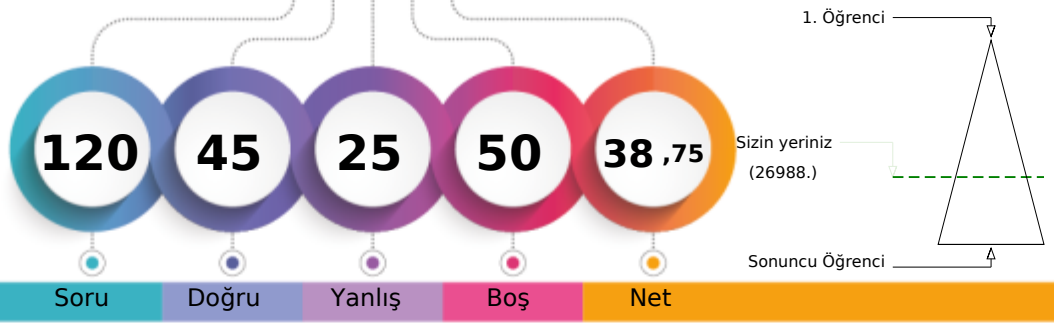 120
45
25
50
38 ,75
Soru
Doğru
Yanlış
Boş
Net
1. Öğrenci
Sizin yeriniz
(26988.)
Sonuncu Öğrenci